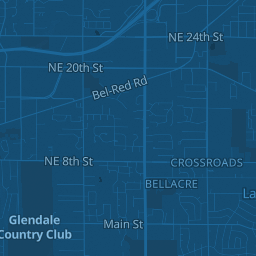 NE 24th St
NE 20th St
Bel-Red Rd
NE 8th St
CROSSROADS
BELLACRE
La
Glendale
Country Club
Main St